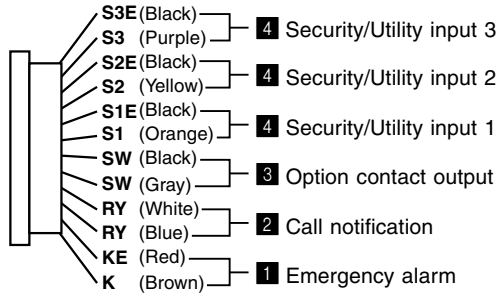 S3E (Black)
S3 (Purple)
4 Security/Utility input 3
S2E (Black)
S2 (Yellow)
4 Security/Utility input 2
S1E (Black)
S1 (Orange)
4 Security/Utility input 1
SW (Black)
SW (Gray)
3 Option contact output
RY (White)
RY (Blue)
2 Call notification
KE (Red)
K (Brown)
1 Emergency alarm